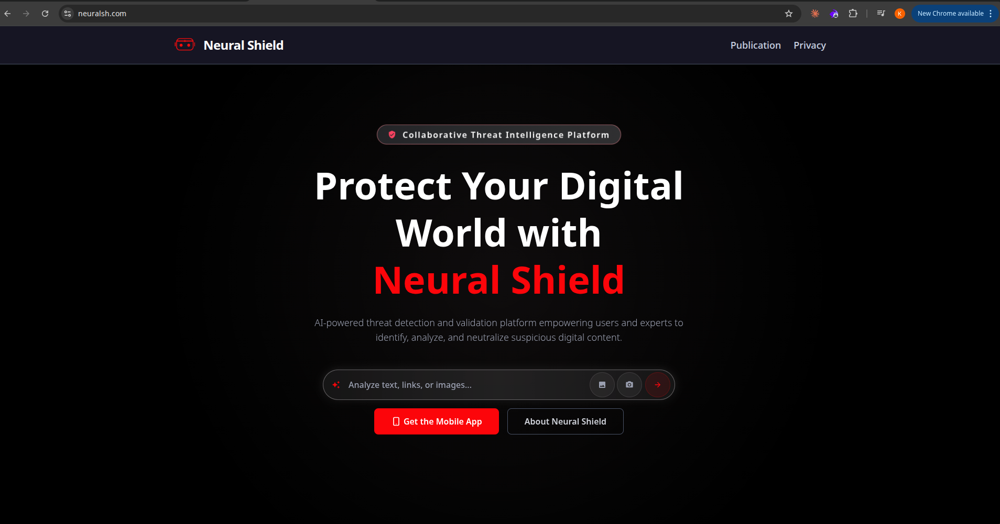 neuralsh.com
K
New Chrome available
Neural Shield
Publication
Privacy
Collaborative Threat Intelligence Platform
Protect Your Digital
World with
Neural Shield
AI-powered threat detection and validation platform empowering users and experts to
identify, analyze, and neutralize suspicious digital content.
Analyze text, links, or images...
Get the Mobile App
About Neural Shield